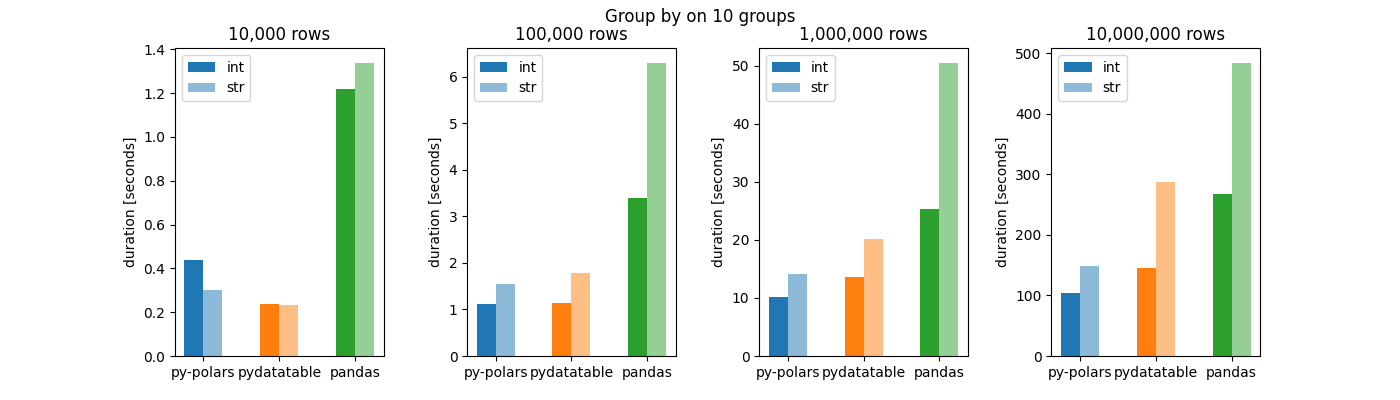 Group by on 10 groups
10,000 rows
1.4
1.2
1.0
0.8
0.6
0.4
0.2
0.0
duration [seconds]
int
str
py-polars pydatatable pandas
100,000 rows
6
5
4
3
2
1
0
duration [seconds]
int
str
py-polars pydatatable pandas
1,000,000 rows
50
40
30
20
10
0
duration [seconds]
int
str
py-polars pydatatable pandas
10,000,000 rows
500
400
300
200
100
0
duration [seconds]
int
str
py-polars pydatatable pandas